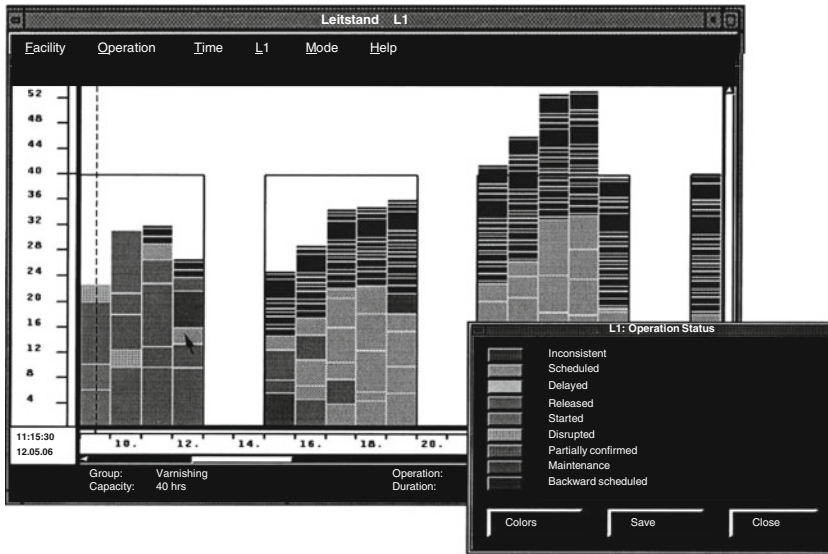 Leitstand L1
Facility Operation Time L1 Mode Help
52
48
44
40
36
32
28
24
20
16
12
8
4
11:15:30
12.05.06
10. 12. 14. 16. 18. 20.
Group: Varnishing
Capacity: 40 hrs
Operation:
Duration:
L1: Operation Status
Inconsistent
Scheduled
Delayed
Released
Started
Disrupted
Partially confirmed
Maintenance
Backward scheduled
Colors Save Close